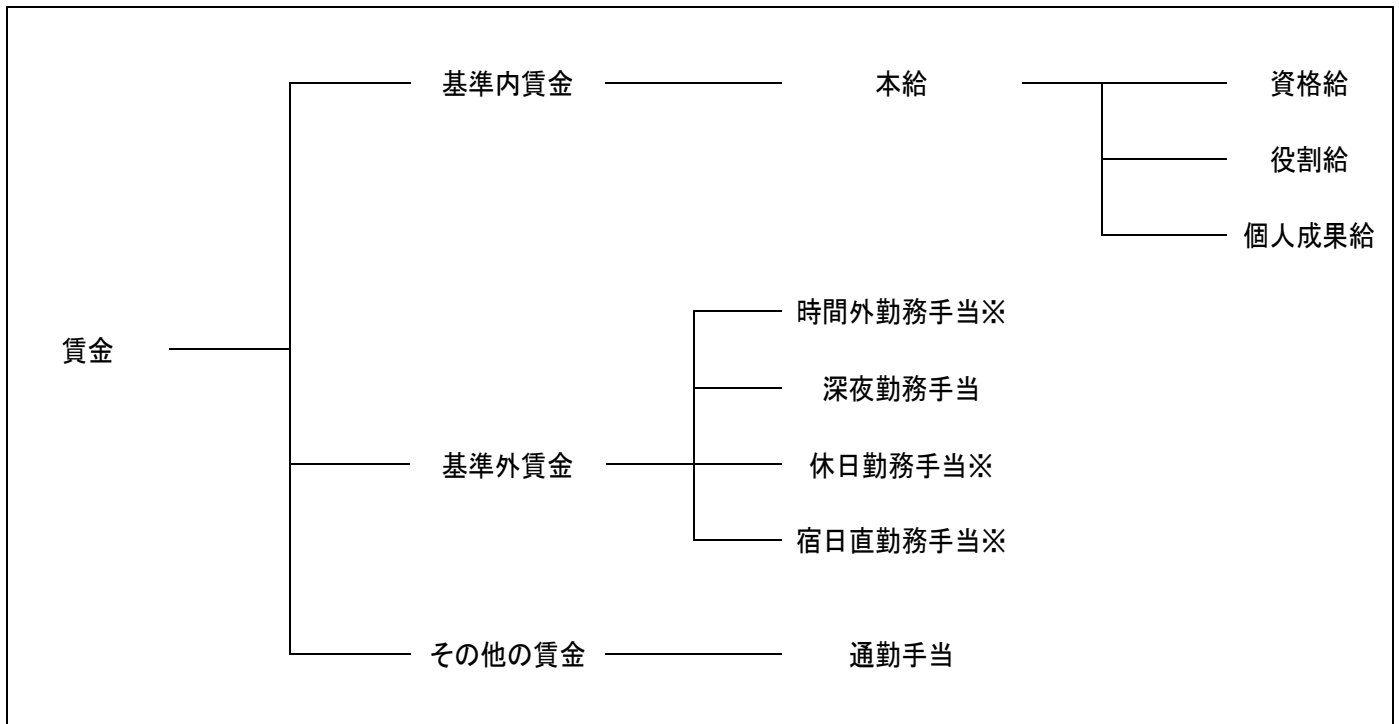 基準内賃金 本給 資格給
役割給
個人成果給
時間外勤務手当※
賃金
深夜勤務手当
基準外賃金 休日勤務手当※
宿日直勤務手当※
その他の賃金 通勤手当